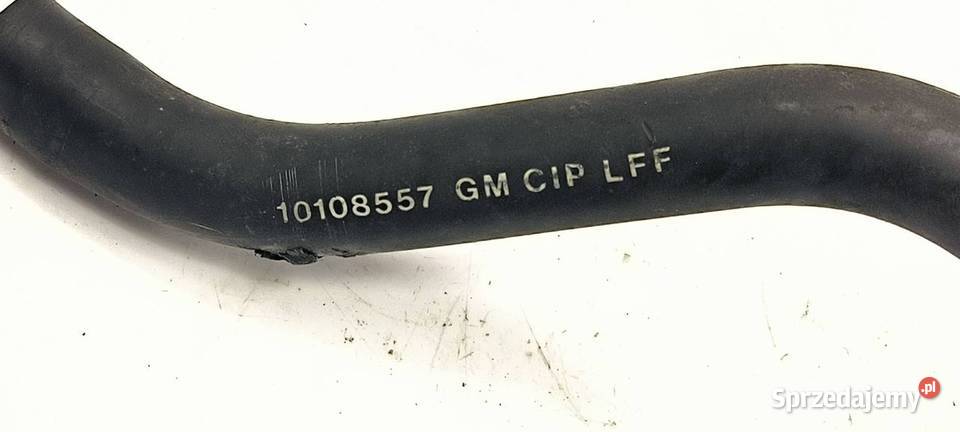 10108557 GM CIP LFF
Sprzedajemy.pl